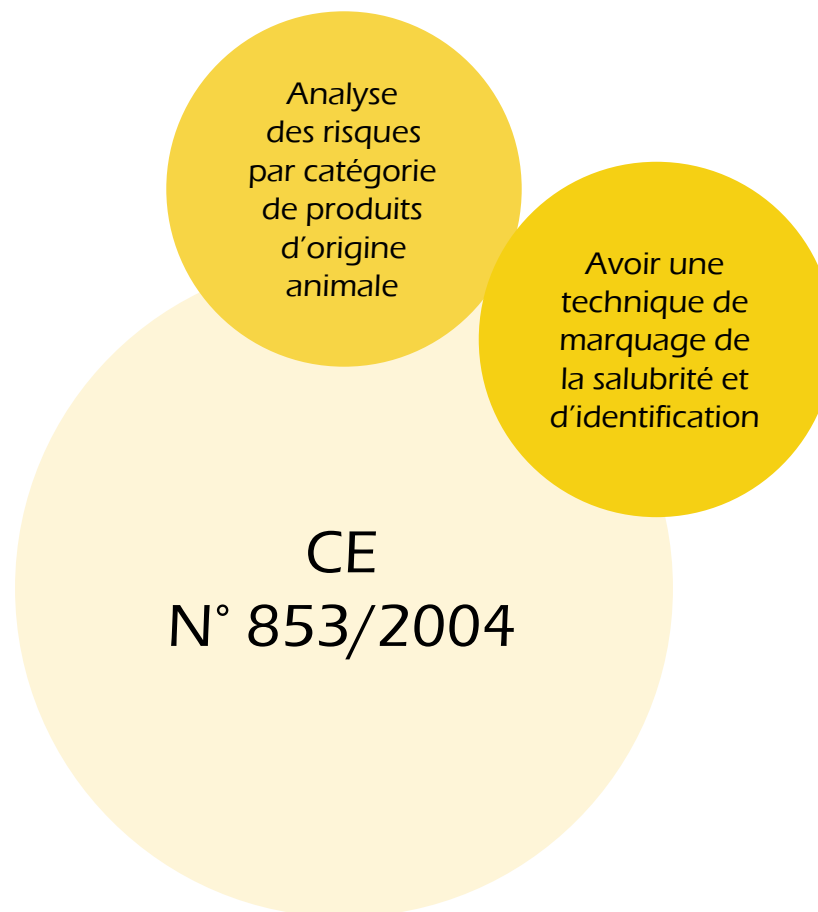 Analyse
des risques
par catégorie
de produits
d'origine
animale
Avoir une
technique de
marquage de
la salubrité et
d'identification
CE
N° 853/2004